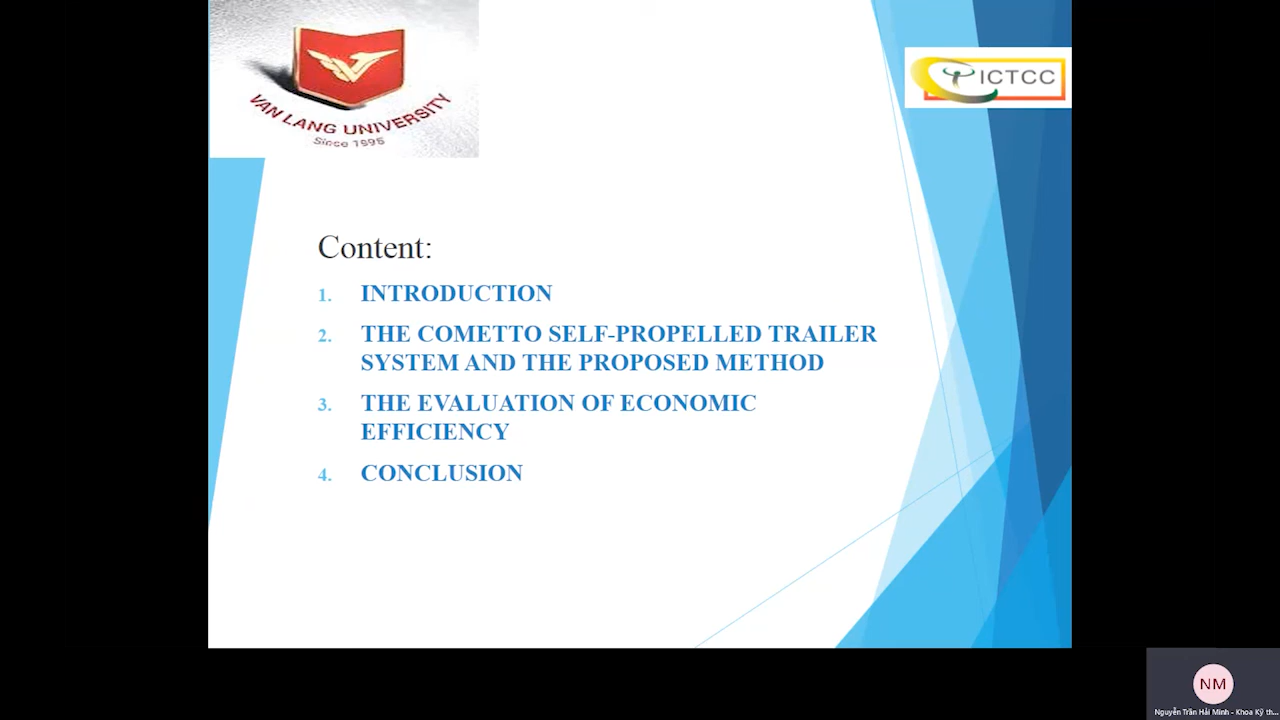 VAN LANG UNIVERSITY
Since 1995
ICTCC
Content:
1. INTRODUCTION
2. THE COMETTO SELF-PROPELLED TRAILER
SYSTEM AND THE PROPOSED METHOD
3. THE EVALUATION OF ECONOMIC
EFFICIENCY
4. CONCLUSION
NM
Nguyễn Trần Hải Minh - Khoa Kỹ th...